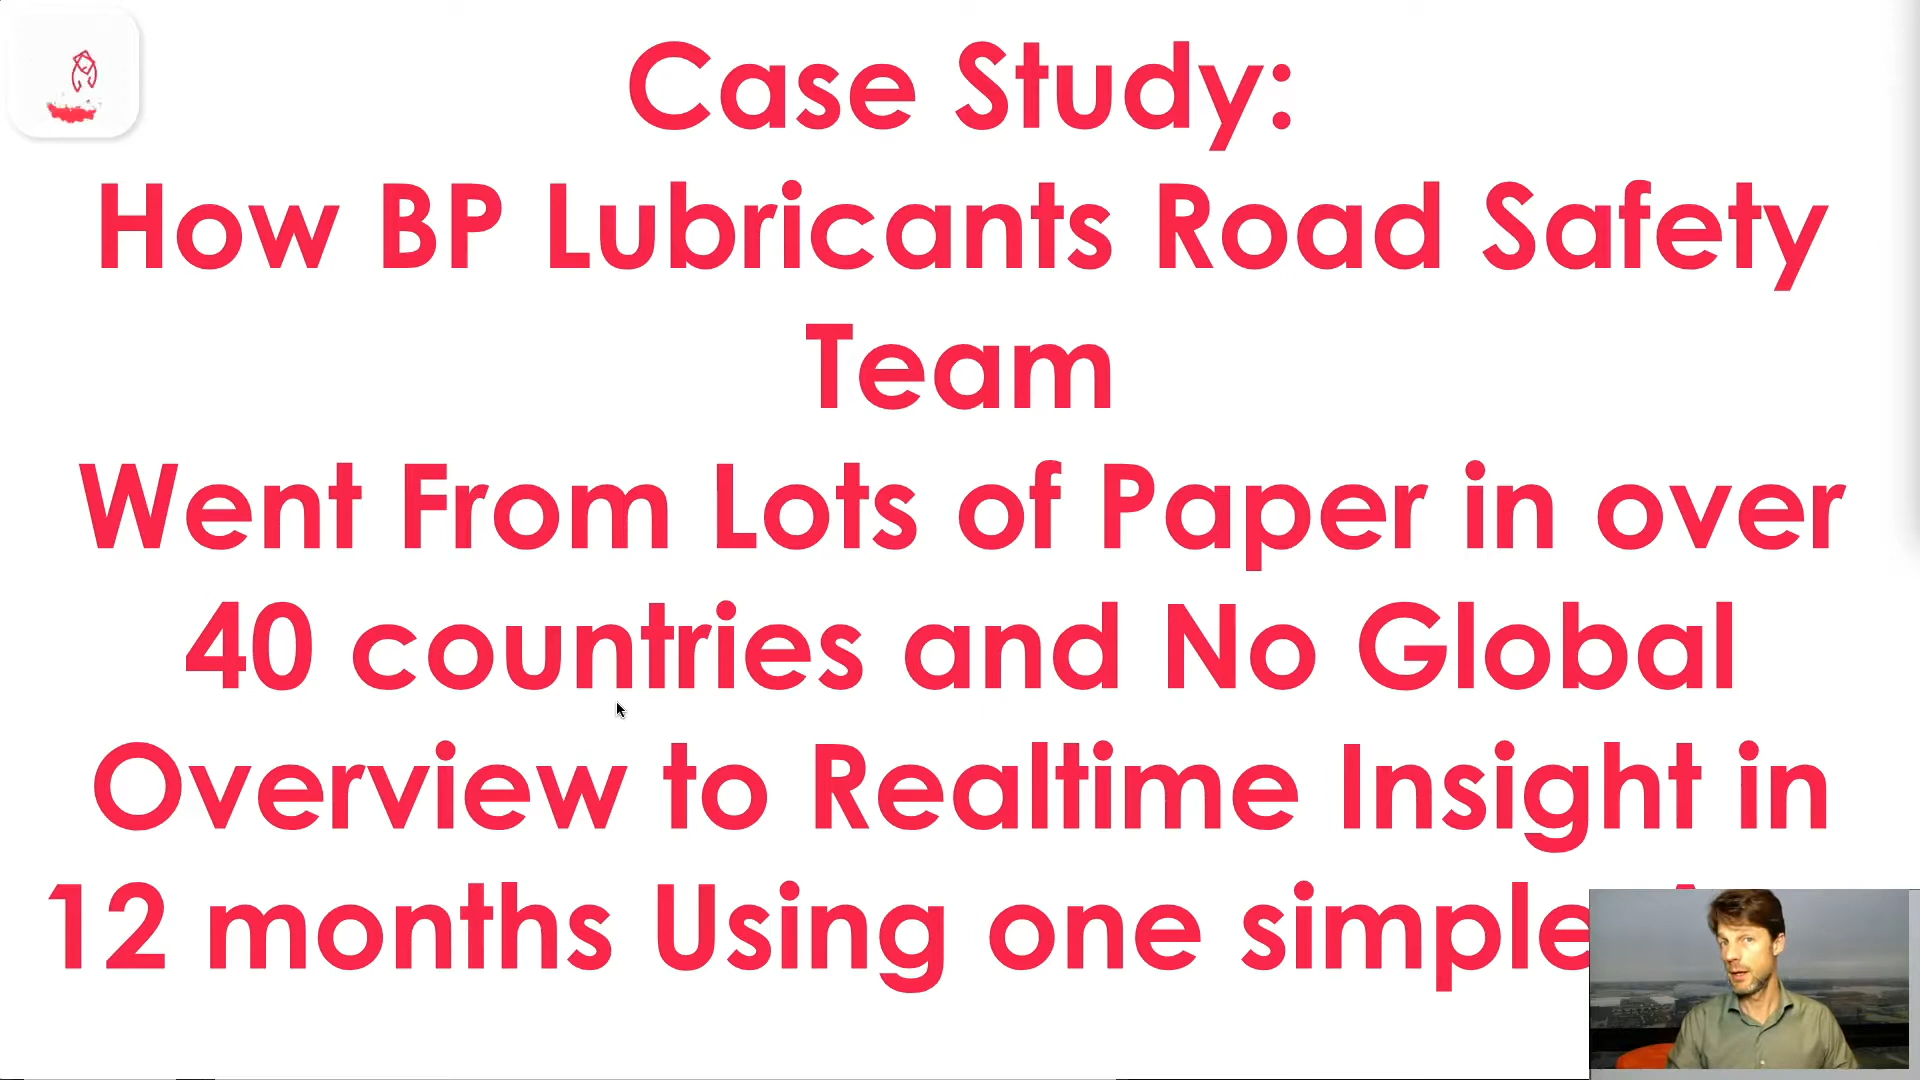 Case Study:
How BP Lubricants Road Safety
Team
Went From Lots of Paper in over
40 countries and No Global
Overview to Realtime Insight in
12 months Using one simple